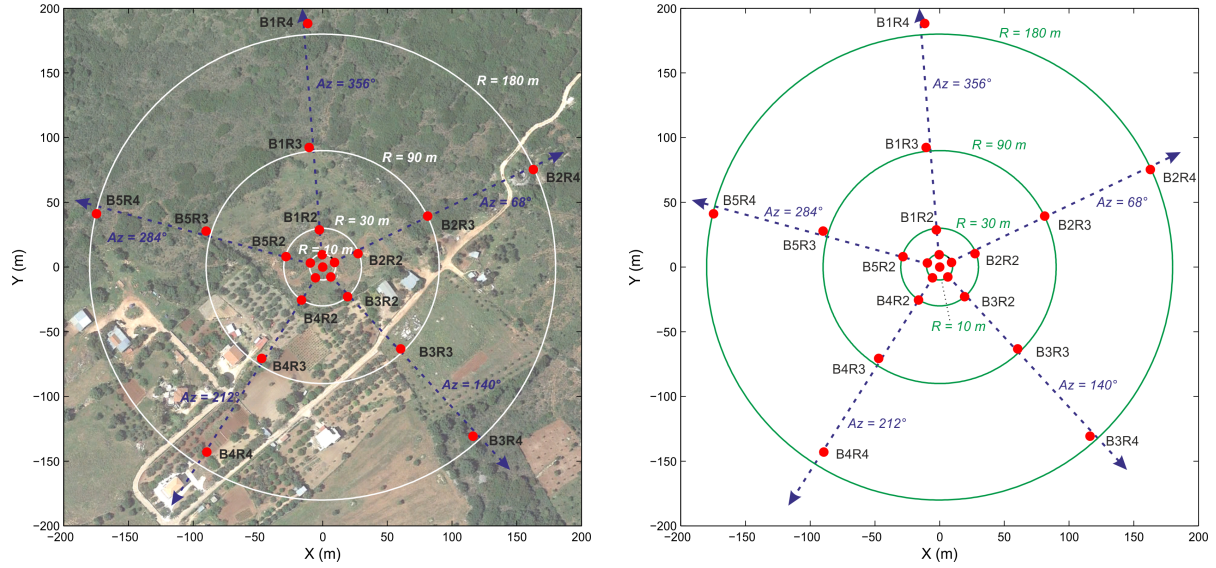 200
150
100
50
0
−50
−100
−150
−200
Y (m)
−200 −150 −100 −50 0 50 100 150 200
X (m)
B1R4
R = 180 m
Az = 356°
B1R3
R = 90 m
B2R4
B5R4
Az = 68°
B5R3
B1R2
R = 30 m
B2R3
Az = 284°
B5R2
R = 10 m
B2R2
B3R2
B4R2
B3R3
B4R3
Az = 140°
Az = 212°
B3R4
B4R4
200
150
100
50
0
−50
−100
−150
−200
Y (m)
−200 −150 −100 −50 0 50 100 150 200
X (m)
B1R4
R = 180 m
Az = 356°
B1R3
R = 90 m
B2R4
B5R4
Az = 68°
Az = 284°
B1R2
R = 30 m
B2R3
B5R3
B5R2
B2R2
B4R2
B3R2
R = 10 m
B3R3
B4R3
Az = 140°
Az = 212°
B3R4
B4R4